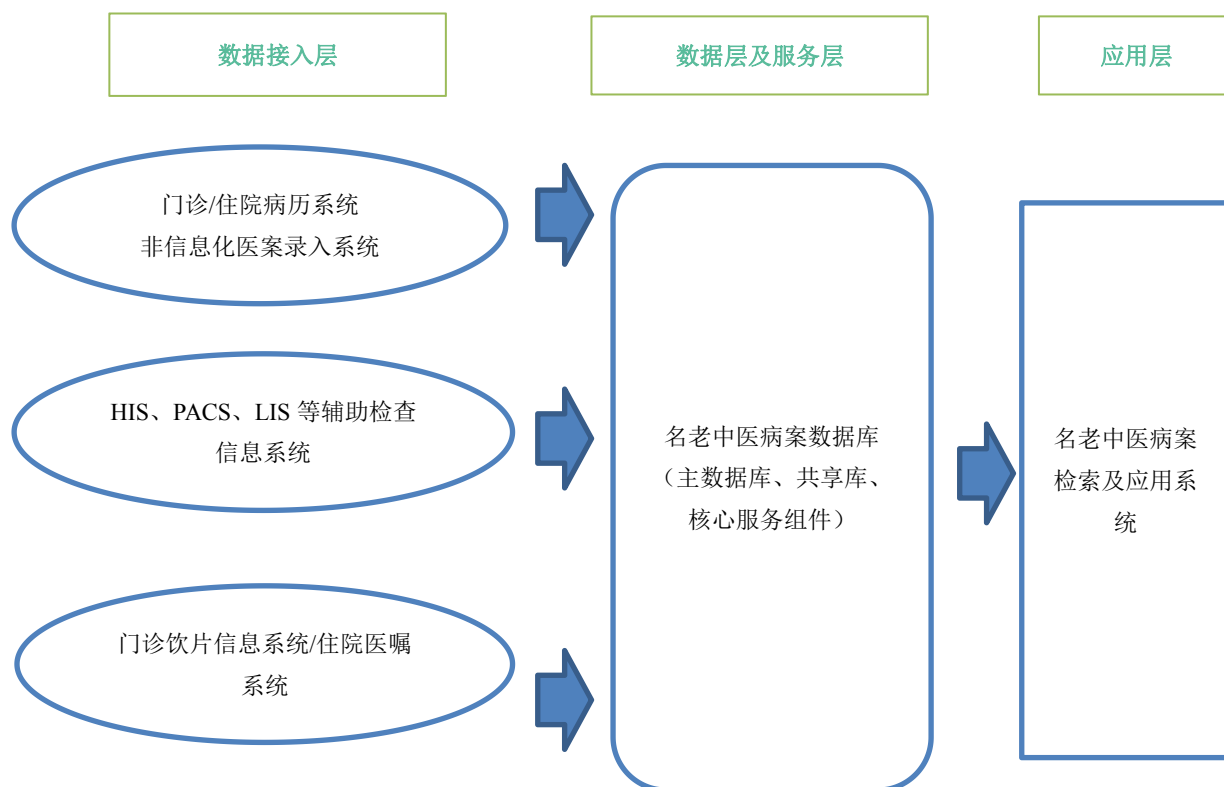 数据接入层
数据层及服务层
应用层
门诊/住院病历系统
非信息化医案录入系统
HIS、PACS、LIS 等辅助检查
信息系统
门诊饮片信息系统/住院医嘱
系统
名老中医病案数据库
（主数据库、共享库、
核心服务组件）
名老中医病案
检索及应用系
统